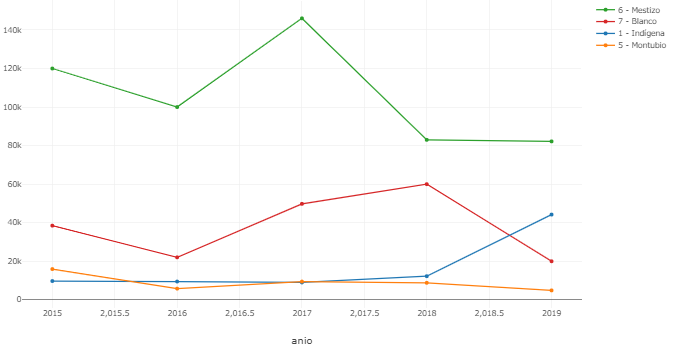 6 - Mestizo
7 - Blanco
1 - Indígena
5 - Montubio
140k
120k
100k
80k
60k
40k
20k
0
2015 2,015.5 2016 2,016.5 2017 2,017.5 2018 2,018.5 2019
anio